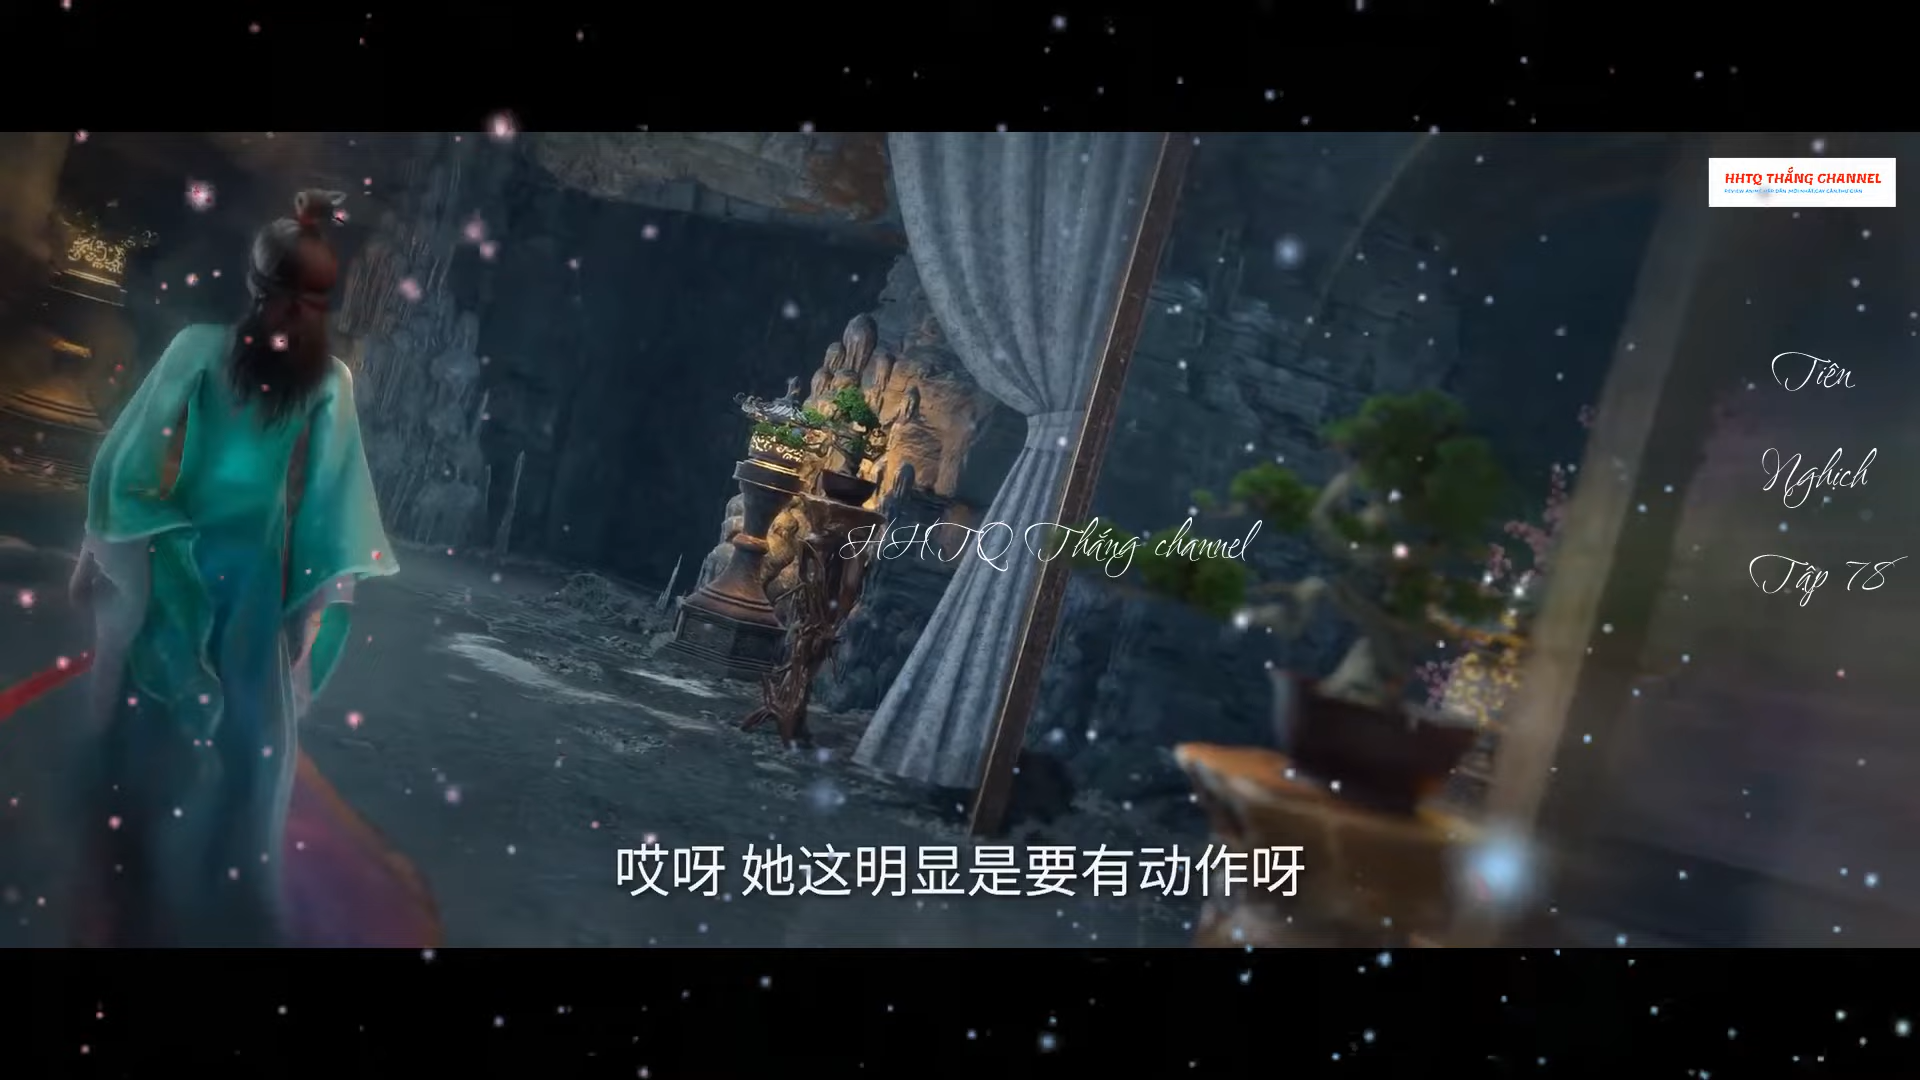 HHTQ THẮNG CHANNEL
Tiên
Nghịch
HHTQ Thắng channel
Tập 78
哎呀 她这明显是要有动作呀